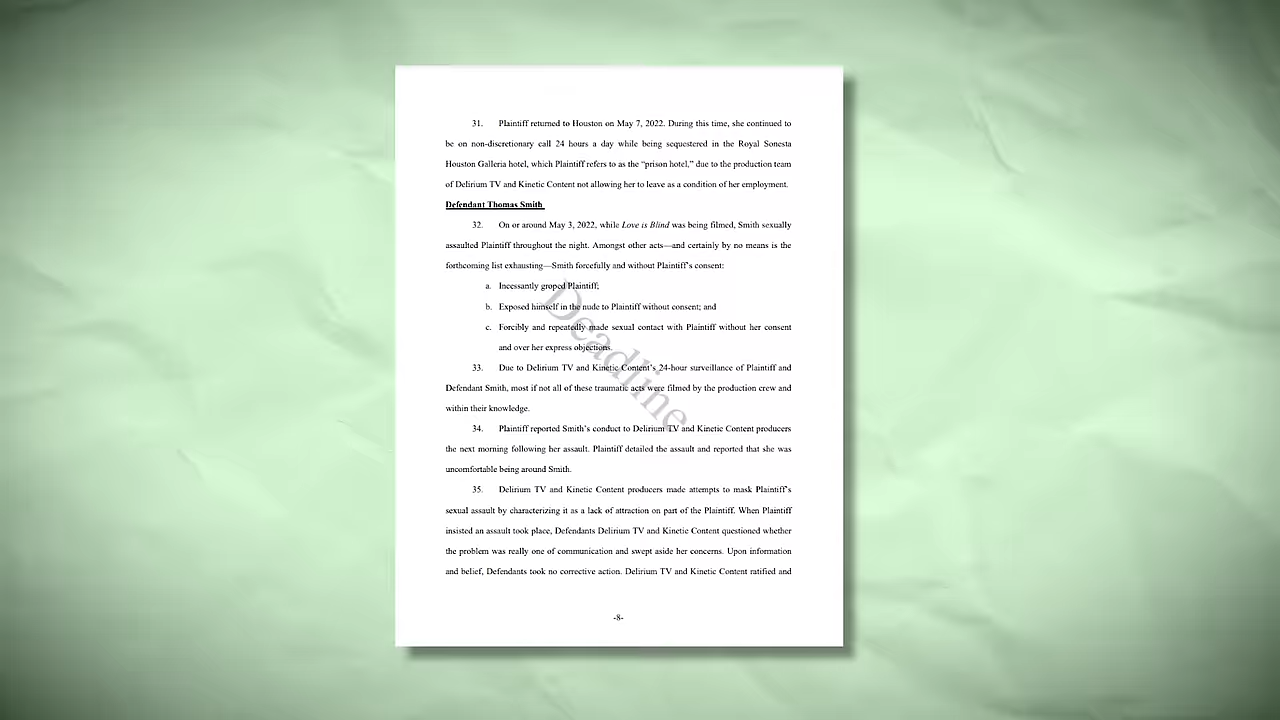 31. Plaintiff returned to Houston on May 7, 2022. During this time, she continued to
be on non-discretionary call 24 hours a day while being sequestered in the Royal Sonesta
Houston Galleria hotel, which Plaintiff refers to as the “prison hotel,” due to the production team
of Delirium TV and Kinetic Content not allowing her to leave as a condition of her employment.
Defendant Thomas Smith
32. On or around May 3, 2022, while Love is Blind was being filmed, Smith sexually
assaulted Plaintiff throughout the night. Amongst other acts—and certainly by no means is the
forthcoming list exhausting—Smith forcefully and without Plaintiff’s consent:
a. Incessantly groped Plaintiff;
b. Exposed himself in the nude to Plaintiff without consent; and
c. Forcibly and repeatedly made sexual contact with Plaintiff without her consent
and over her express objections.
33. Due to Delirium TV and Kinetic Content’s 24-hour surveillance of Plaintiff and
Defendant Smith, most if not all of these traumatic acts were filmed by the production crew and
within their knowledge.
34. Plaintiff reported Smith’s conduct to Delirium TV and Kinetic Content producers
the next morning following her assault. Plaintiff detailed the assault and reported that she was
uncomfortable being around Smith.
35. Delirium TV and Kinetic Content producers made attempts to mask Plaintiff’s
sexual assault by characterizing it as a lack of attraction on part of the Plaintiff. When Plaintiff
insisted an assault took place, Defendants Delirium TV and Kinetic Content questioned whether
the problem was really one of communication and swept aside her concerns. Upon information
and belief, Defendants took no corrective action. Delirium TV and Kinetic Content ratified and
-8-
Deadline